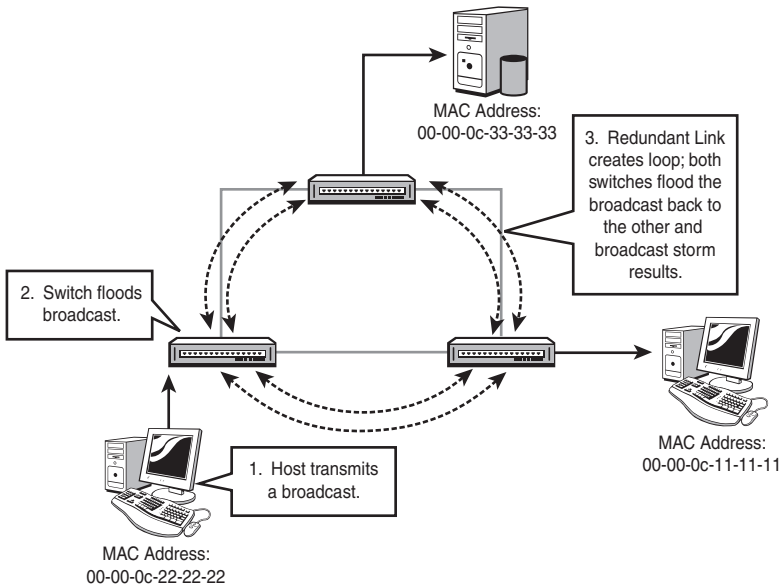 MAC Address:
00-00-0c-33-33-33
3. Redundant Link
creates loop; both
switches flood the
broadcast back to
the other and
broadcast storm
results.
2. Switch floods
broadcast.
MAC Address:
00-00-0c-11-11-11
1. Host transmits
a broadcast.
MAC Address:
00-00-0c-22-22-22